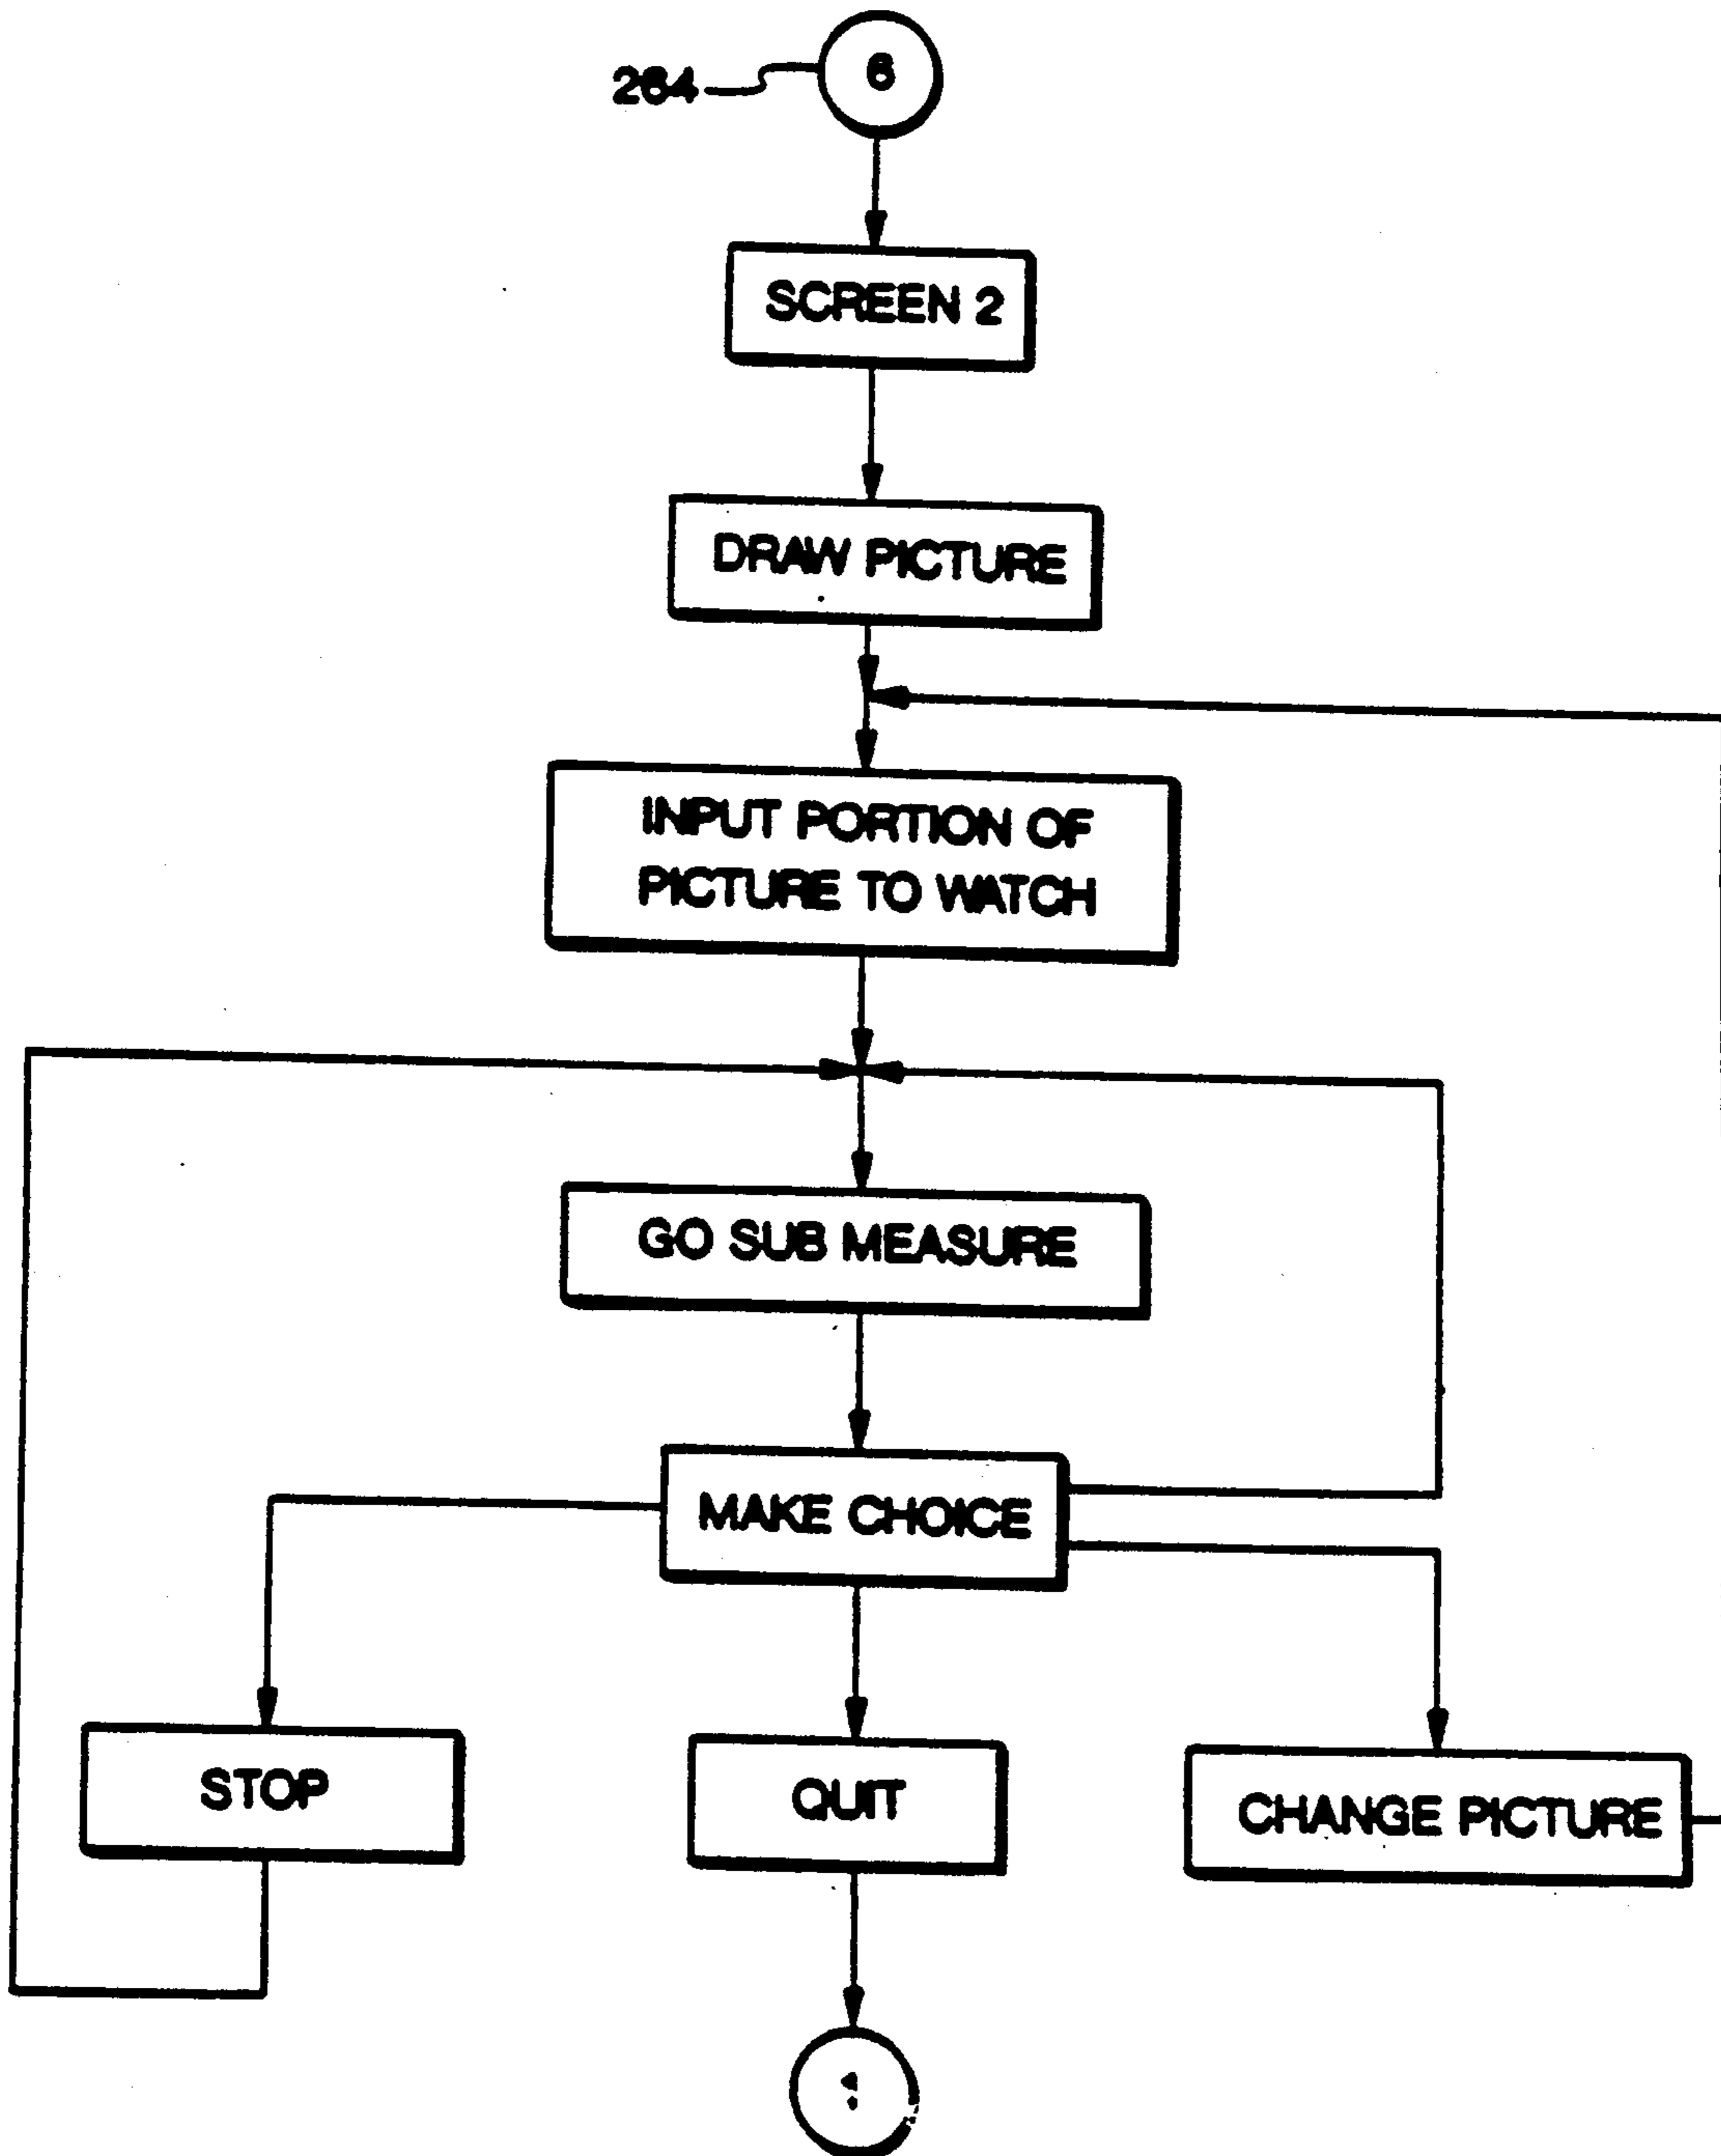 6
264
SCREEN 2
DRAW PICTURE
INPUT PORTION OF
PICTURE TO WATCH
GO SUB MEASURE
MAKE CHOICE
STOP
QUIT
CHANGE PICTURE